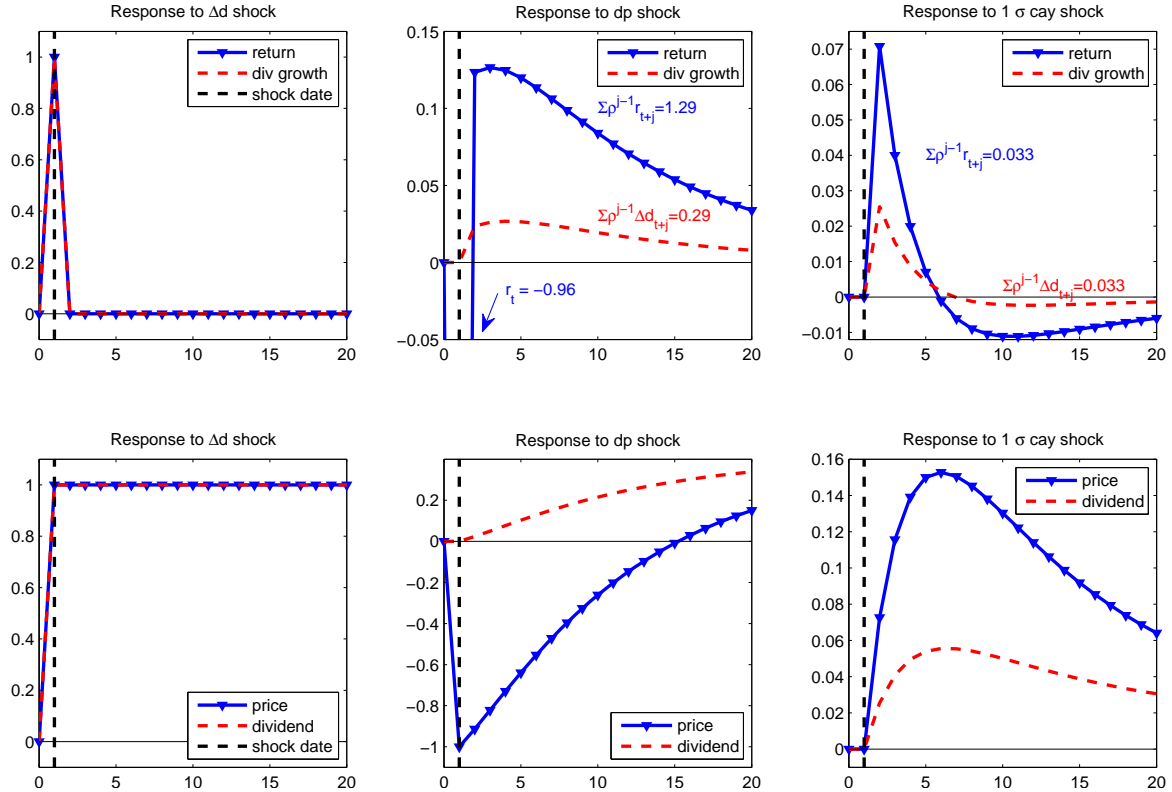 Response to Δd shock
return
div growth
shock date
1
0.8
0.6
0.4
0.2
0
0 5 10 15 20
Response to dp shock
return
div growth
Σρ^{j-1}r_{t+j}=1.29
Σρ^{j-1}Δd_{t+j}=0.29
r_t = −0.96
0.15
0.1
0.05
0
−0.05
0 5 10 15 20
Response to 1 σ cay shock
return
div growth
Σρ^{j-1}r_{t+j}=0.033
Σρ^{j-1}Δd_{t+j}=0.033
0.07
0.06
0.05
0.04
0.03
0.02
0.01
0
−0.01
0 5 10 15 20
Response to Δd shock
1
0.8
0.6
0.4
0.2
0
price
dividend
shock date
0 5 10 15 20
Response to dp shock
0.2
0
−0.2
−0.4
−0.6
−0.8
−1
price
dividend
0 5 10 15 20
Response to 1 σ cay shock
price
dividend
0.16
0.14
0.12
0.1
0.08
0.06
0.04
0.02
0
0 5 10 15 20